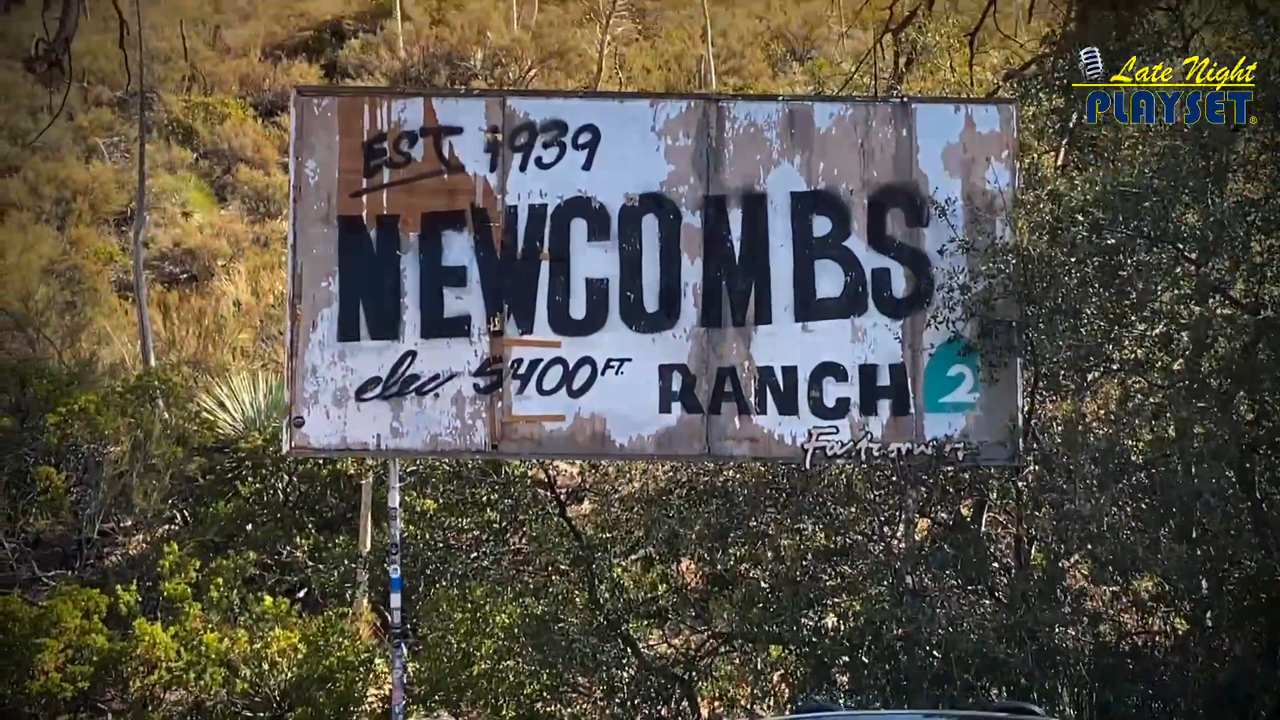 Late Night
PLAYSET®
EST. 1939
NEWCOMBS
elev 5400 FT.
RANCH 2